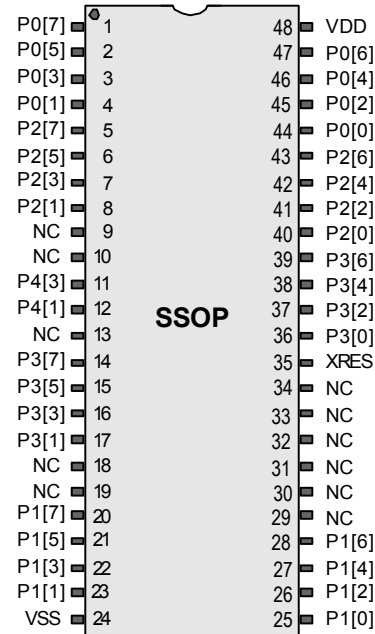 P0[7] 1 48 VDD
P0[5] 2 47 P0[6]
P0[3] 3 46 P0[4]
P0[1] 4 45 P0[2]
P2[7] 5 44 P0[0]
P2[5] 6 43 P2[6]
P2[3] 7 42 P2[4]
P2[1] 8 41 P2[2]
NC 9 40 P2[0]
NC 10 39 P3[6]
P4[3] 11 38 P3[4]
P4[1] 12 37 P3[2]
SSOP
NC 13 36 P3[0]
P3[7] 14 35 XRES
P3[5] 15 34 NC
P3[3] 16 33 NC
P3[1] 17 32 NC
NC 18 31 NC
NC 19 30 NC
P1[7] 20 29 NC
P1[5] 21 28 P1[6]
P1[3] 22 27 P1[4]
P1[1] 23 26 P1[2]
VSS 24 25 P1[0]